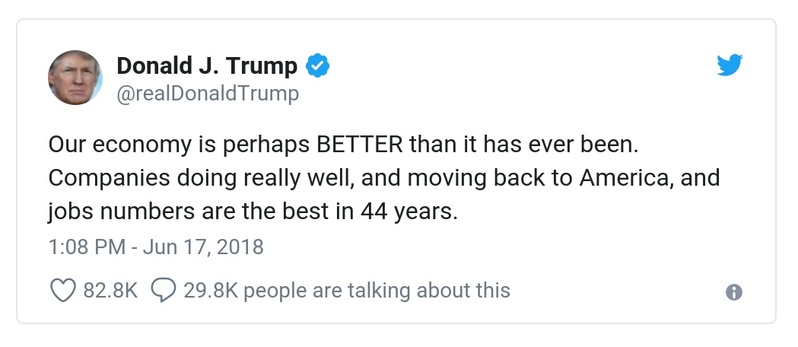 Donald J. Trump
@realDonaldTrump
Our economy is perhaps BETTER than it has ever been.
Companies doing really well, and moving back to America, and
jobs numbers are the best in 44 years.
1:08 PM - Jun 17, 2018
82.8K 29.8K people are talking about this